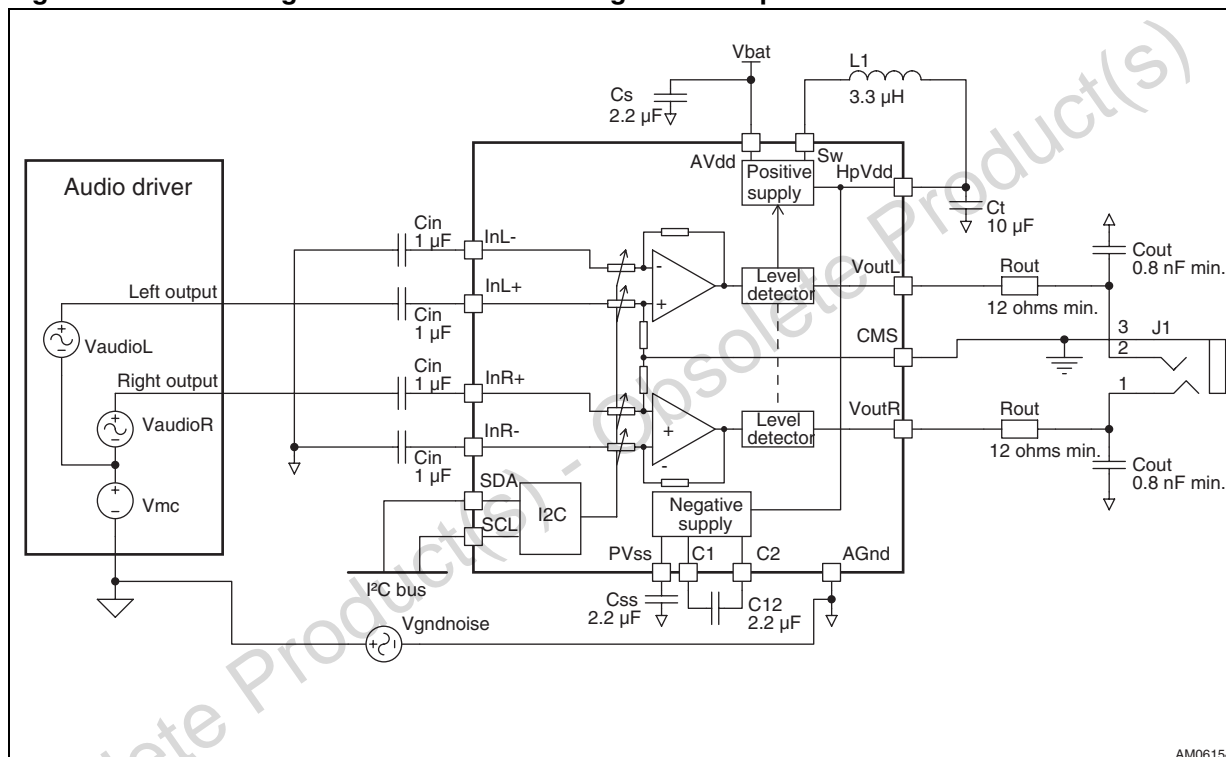 Vbat
L1
3.3 µH
Cs
2.2 µF
AVdd
Sw
Positive supply
HpVdd
Ct
10 µF
Audio driver
Cin
1 µF
InL-
Left output
InL+
Cin
1 µF
VaudioL
Right output
Cin
1 µF
InR+
VaudioR
InR-
Cin
1 µF
Vmc
-
+
Level detector
VoutL
Rout
12 ohms min.
Cout
0.8 nF min.
CMS
3
2
J1
1
+
-
Level detector
VoutR
Rout
12 ohms min.
Cout
0.8 nF min.
SDA
SCL
I2C
I²C bus
Negative supply
PVss
C1
C2
AGnd
Css
2.2 µF
C12
2.2 µF
Vgndnoise
Obsolete Product(s) - Obsolete Product(s)